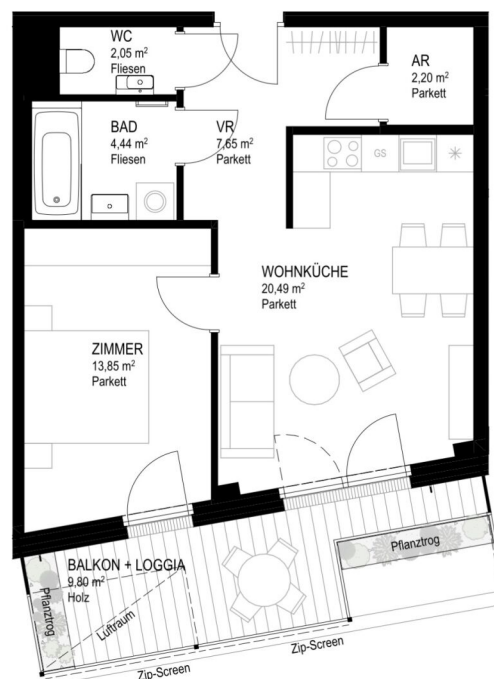 WC
2,05 m²
Fliesen
AR
2,20 m²
Parkett
BAD
4,44 m²
Fliesen
VR
7,65 m²
Parkett
GS
WOHNKÜCHE
20,49 m²
Parkett
ZIMMER
13,85 m²
Parkett
Pflanztrog
BALKON + LOGGIA
9,80 m²
Holz
Pflanztrog
Luftraum
Zip-Screen
Zip-Screen